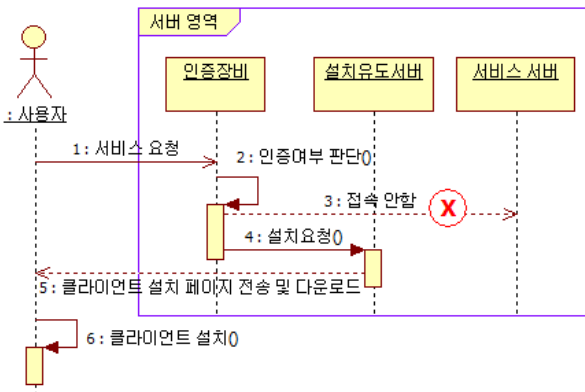 서버 영역
인증장비
설치유도서버
서비스 서버
: 사용자
1 : 서비스 요청
2 : 인증여부 판단()
3 : 접속 안함
X
4 : 설치요청()
5 : 클라이언트 설치 페이지 전송 및 다운로드
6 : 클라이언트 설치()